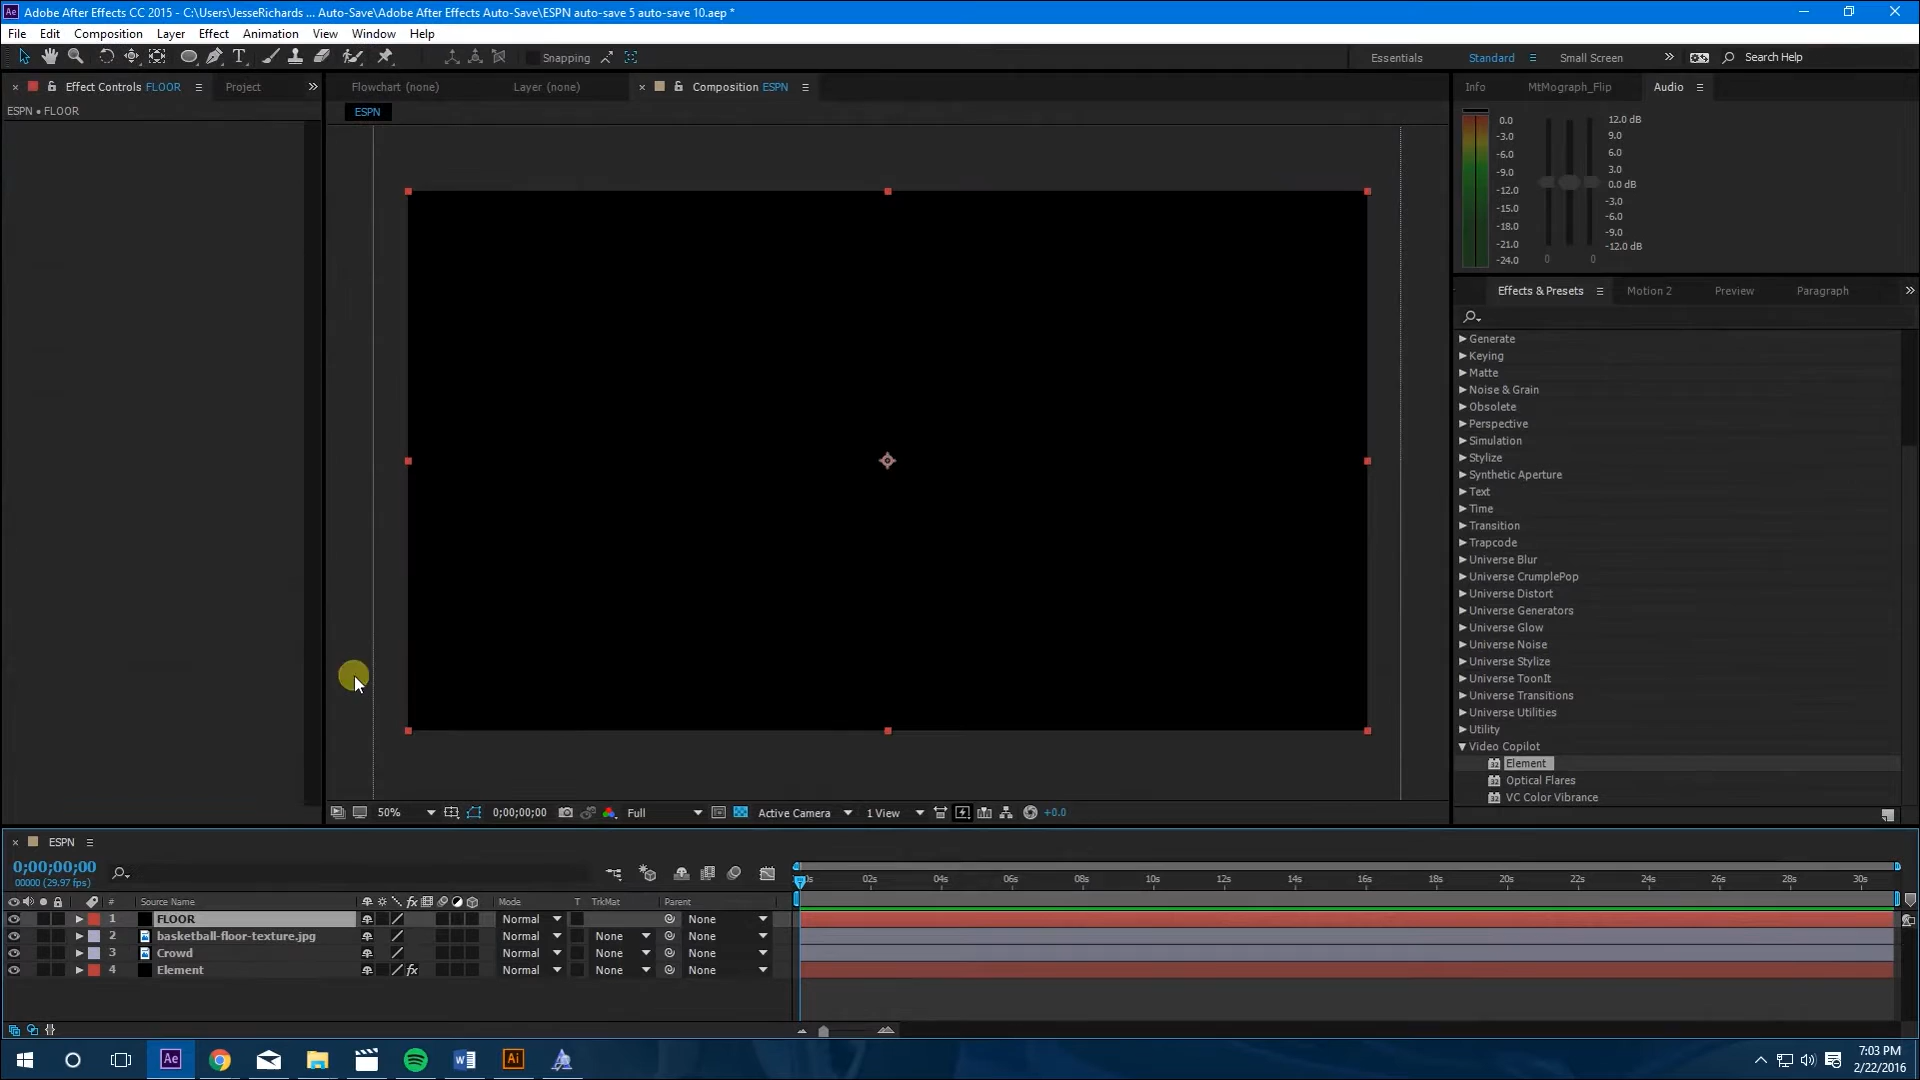 Adobe After Effects CC 2015 - C:\Users\JesseRichards ... Auto-Save\Adobe After Effects Auto-Save\ESPN auto-save 5 auto-save 10.aep *
File Edit Composition Layer Effect Animation View Window Help
Snapping Essentials Standard Small Screen Search Help
Effect Controls FLOOR Project Flowchart (none) Layer (none) Composition ESPN Info MtMograph_Flip Audio
ESPN • FLOOR ESPN
0.0 12.0 dB
-3.0 9.0
-6.0 6.0
-9.0 3.0
-12.0 0.0 dB
-15.0 -3.0
-18.0 -6.0
-21.0 -9.0
-24.0 -12.0 dB
0 0
Effects & Presets Motion 2 Preview Paragraph
Generate
Keying
Matte
Noise & Grain
Obsolete
Perspective
Simulation
Stylize
Synthetic Aperture
Text
Time
Transition
Trapcode
Universe Blur
Universe CrumplePop
Universe Distort
Universe Generators
Universe Glow
Universe Noise
Universe Stylize
Universe ToonIt
Universe Transitions
Universe Utilities
Utility
Video Copilot
Element
Optical Flares
VC Color Vibrance
50% 0;00;00;00 Full Active Camera 1 View +0.0
ESPN
0;00;00;00
00000 (29.97 fps)
02s 04s 06s 08s 10s 12s 14s 16s 18s 20s 22s 24s 26s 28s 30s
# Source Name fx Mode T TrkMat Parent
1 FLOOR Normal None
2 basketball-floor-texture.jpg Normal None None
3 Crowd Normal None None
4 Element fx Normal None None
7:03 PM
2/22/2016